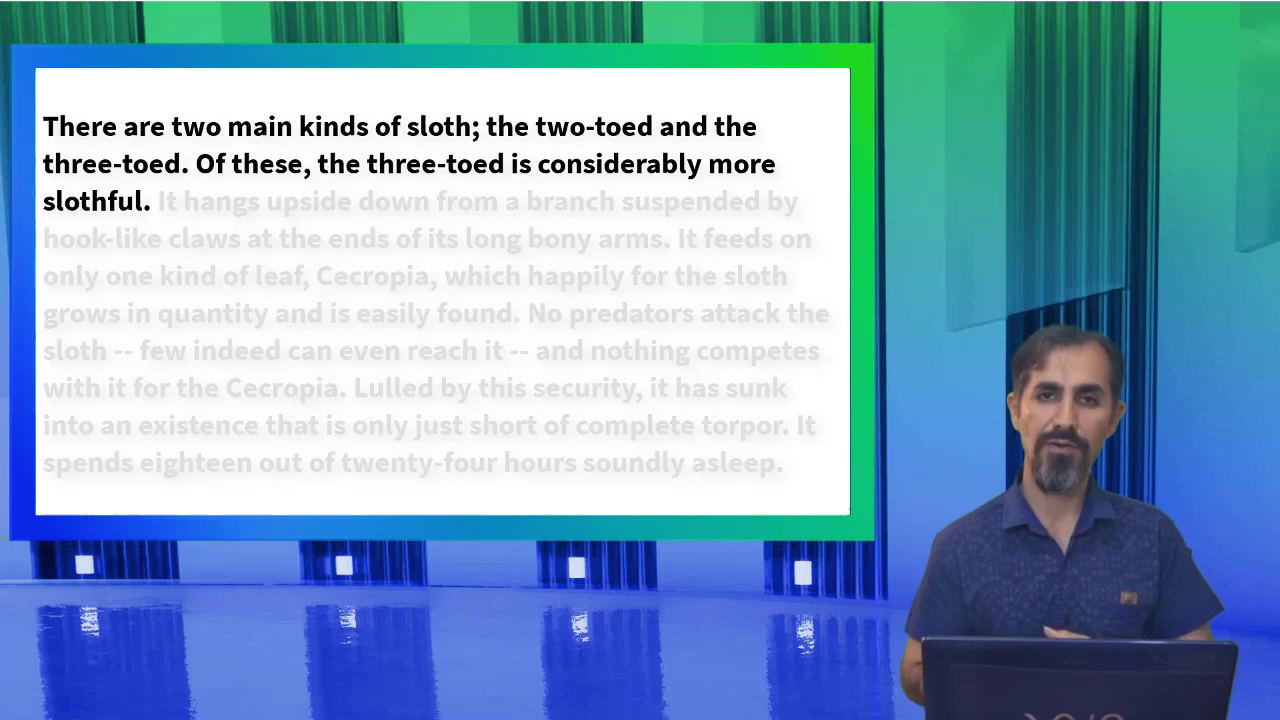 There are two main kinds of sloth; the two-toed and the
three-toed. Of these, the three-toed is considerably more
slothful. It hangs upside down from a branch suspended by
hook-like claws at the ends of its long bony arms. It feeds on
only one kind of leaf, Cecropia, which happily for the sloth
grows in quantity and is easily found. No predators attack the
sloth -- few indeed can even reach it -- and nothing competes
with it for the Cecropia. Lulled by this security, it has sunk
into an existence that is only just short of complete torpor. It
spends eighteen out of twenty-four hours soundly asleep.